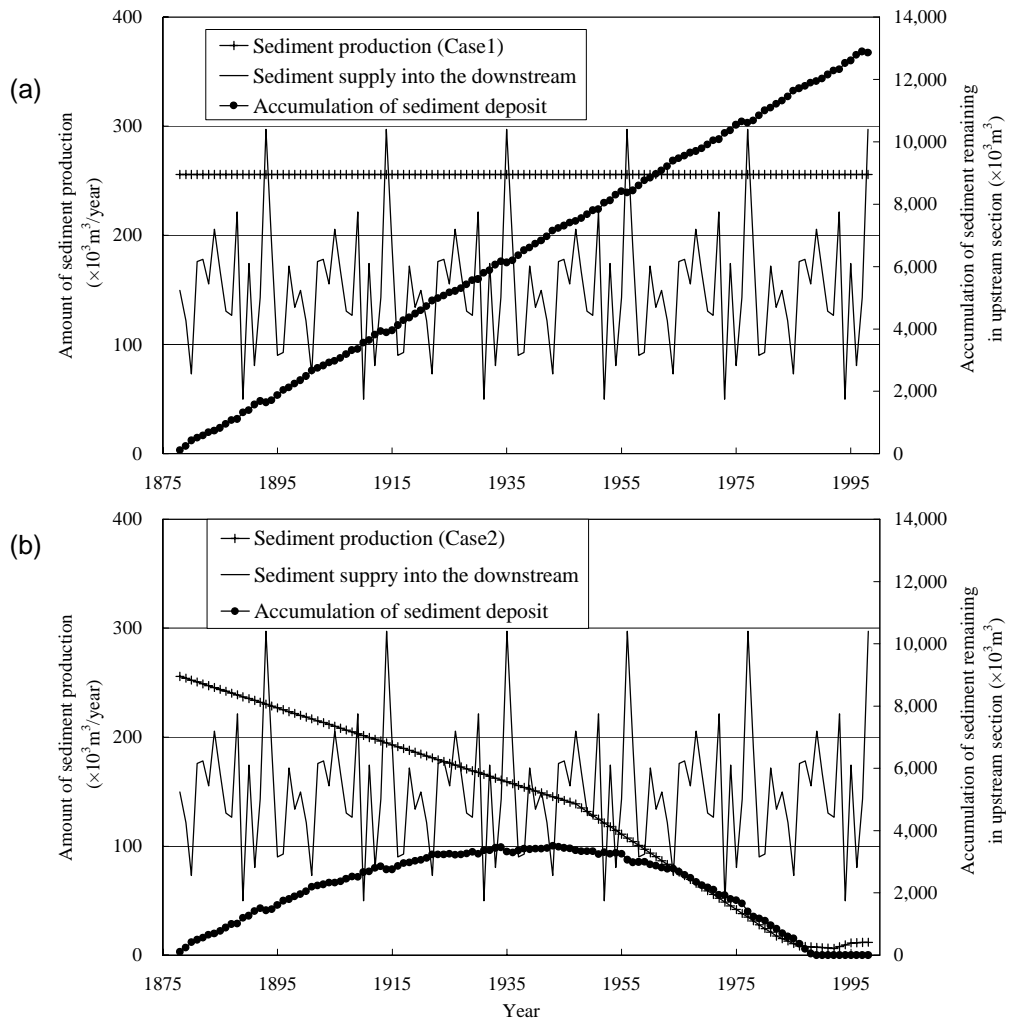 (a)
Amount of sediment production
(×10³m³/year)
400
300
200
100
0
Sediment production (Case1)
Sediment supply into the downstream
Accumulation of sediment deposit
14,000
12,000
10,000
8,000
6,000
4,000
2,000
0
Accumulation of sediment remaining
in upstream section (×10³m³)
1875 1895 1915 1935 1955 1975 1995
(b)
Amount of sediment production
(×10³m³/year)
400
300
200
100
0
Sediment production (Case2)
Sediment suppry into the downstream
Accumulation of sediment deposit
14,000
12,000
10,000
8,000
6,000
4,000
2,000
0
Accumulation of sediment remaining
in upstream section (×10³m³)
1875 1895 1915 1935 1955 1975 1995
Year